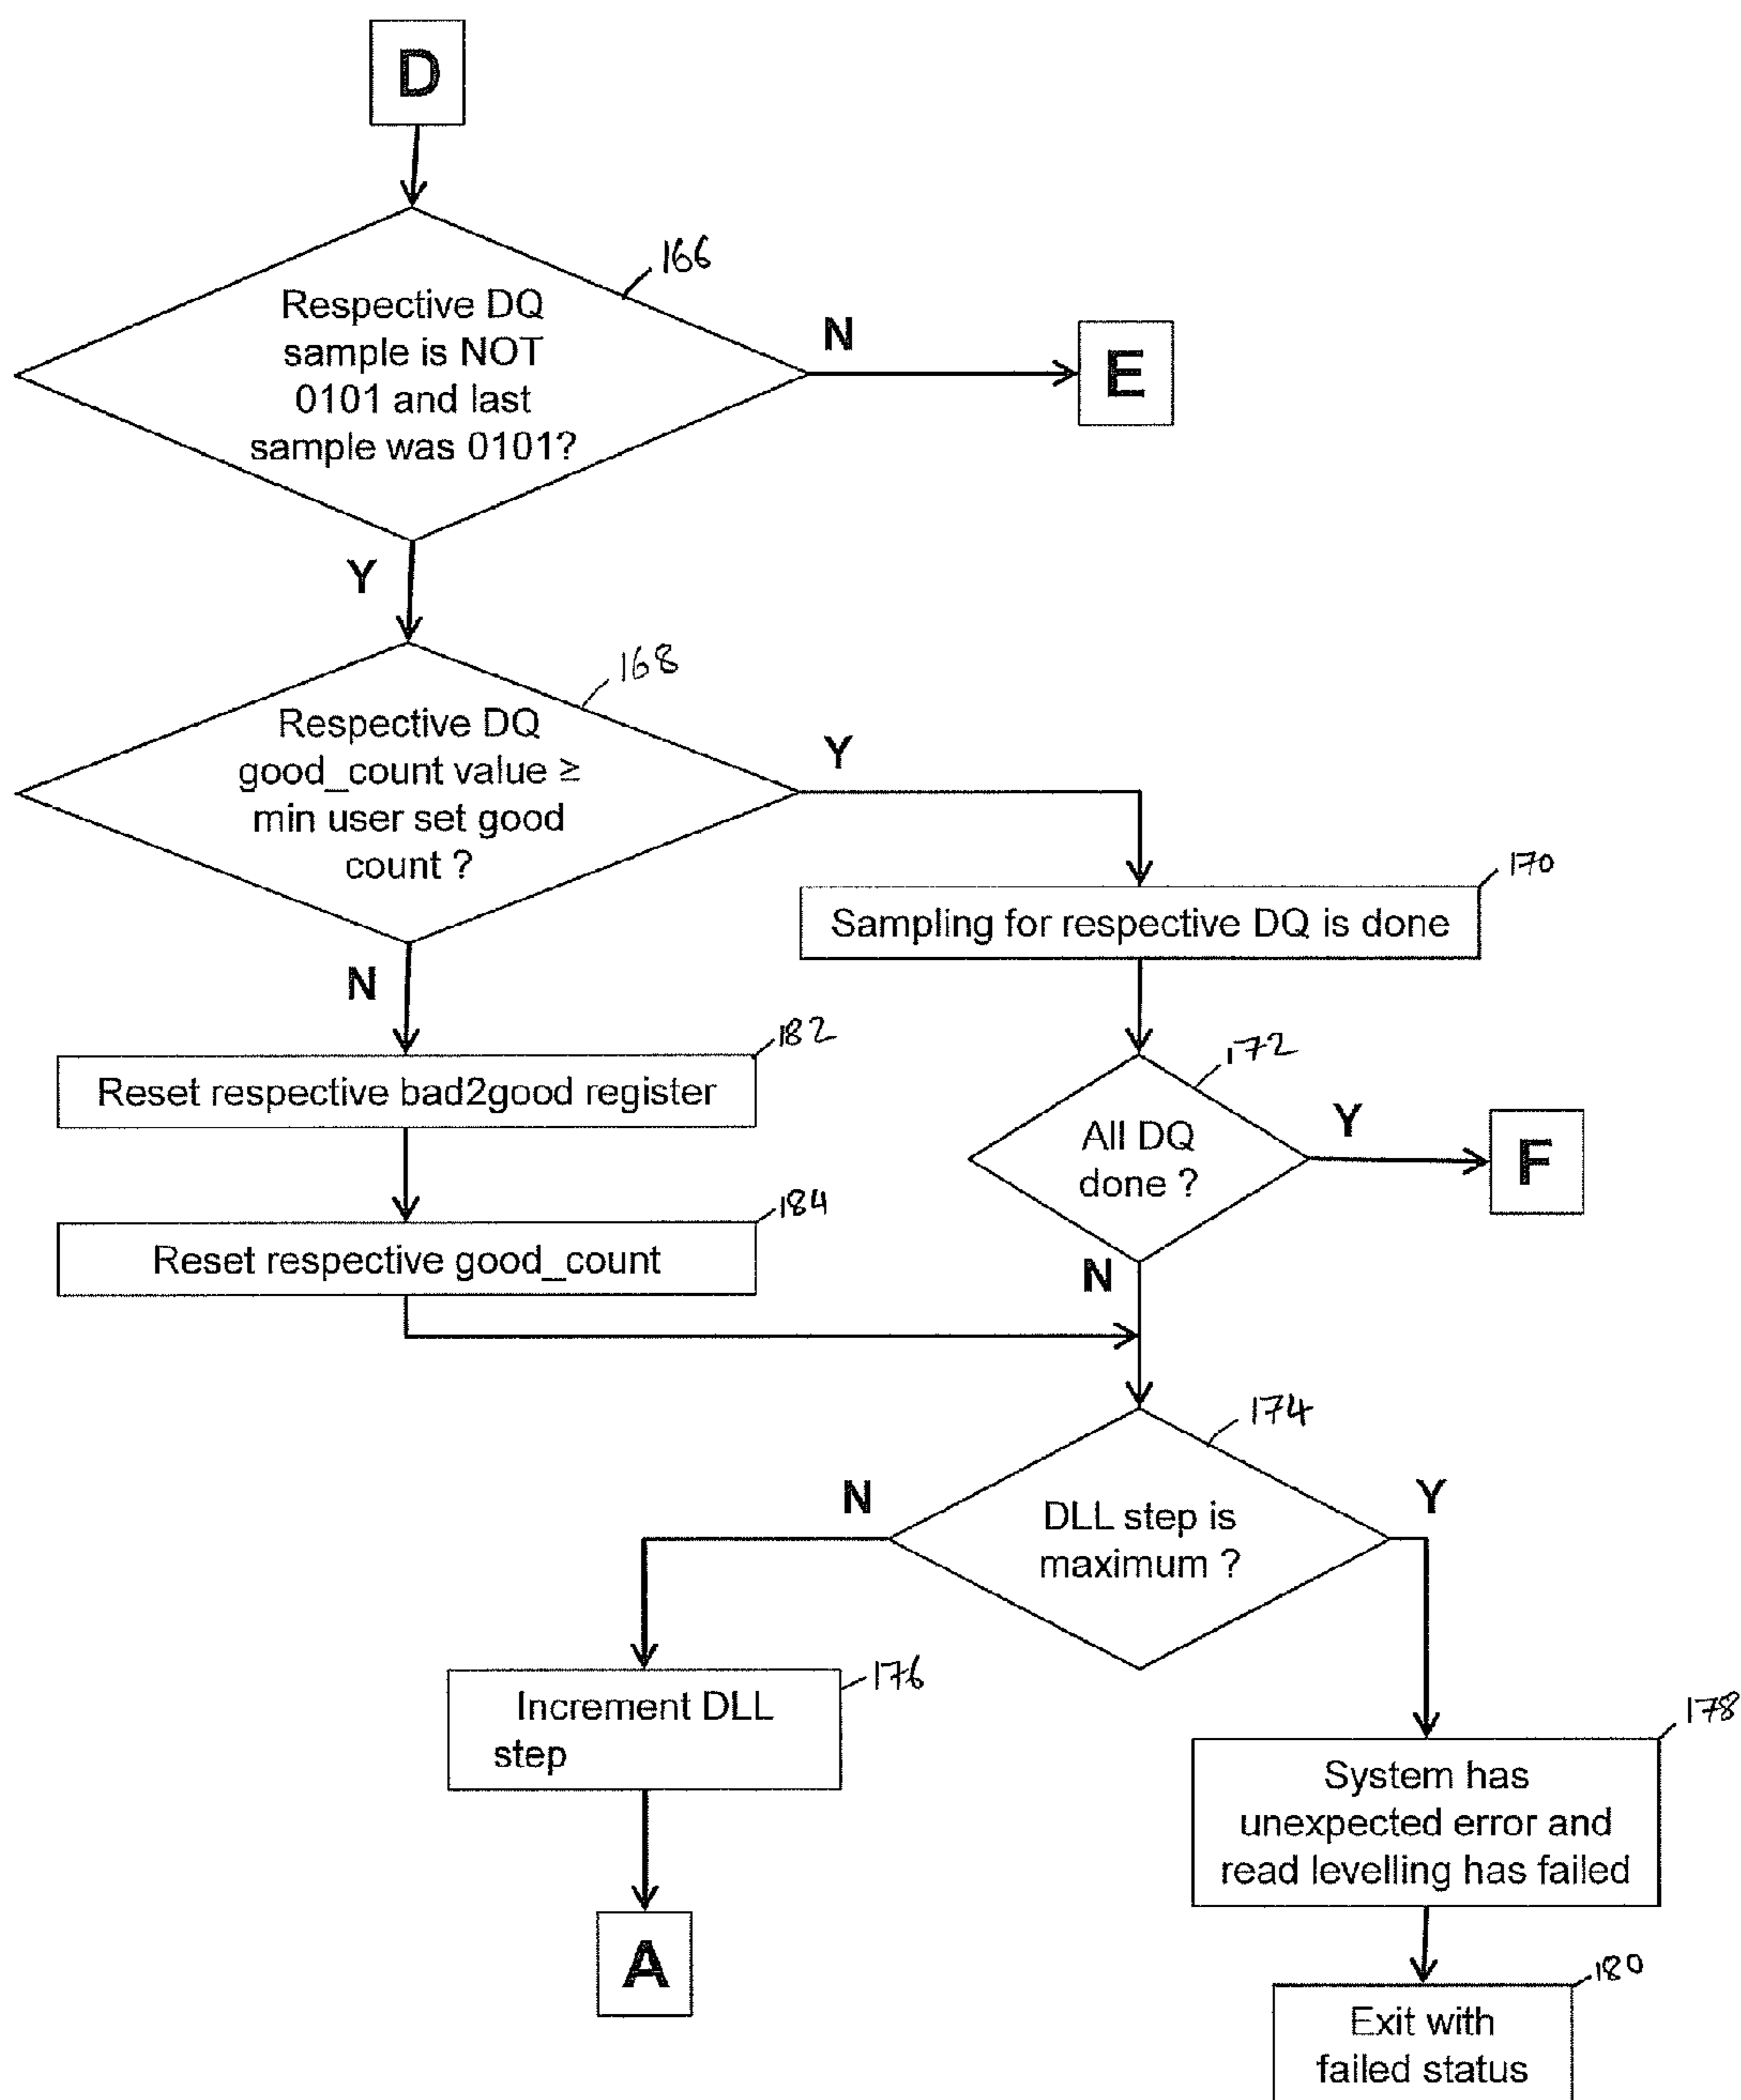 D
166
Respective DQ
sample is NOT
0101 and last
sample was 0101?
N
E
Y
168
Respective DQ
good_count value ≥
min user set good
count ?
Y
170
Sampling for respective DQ is done
N
182
Reset respective bad2good register
172
All DQ
done ?
Y
F
184
Reset respective good_count
N
174
DLL step is
maximum ?
N
Y
176
Increment DLL
step
178
System has
unexpected error and
read levelling has failed
A
180
Exit with
failed status